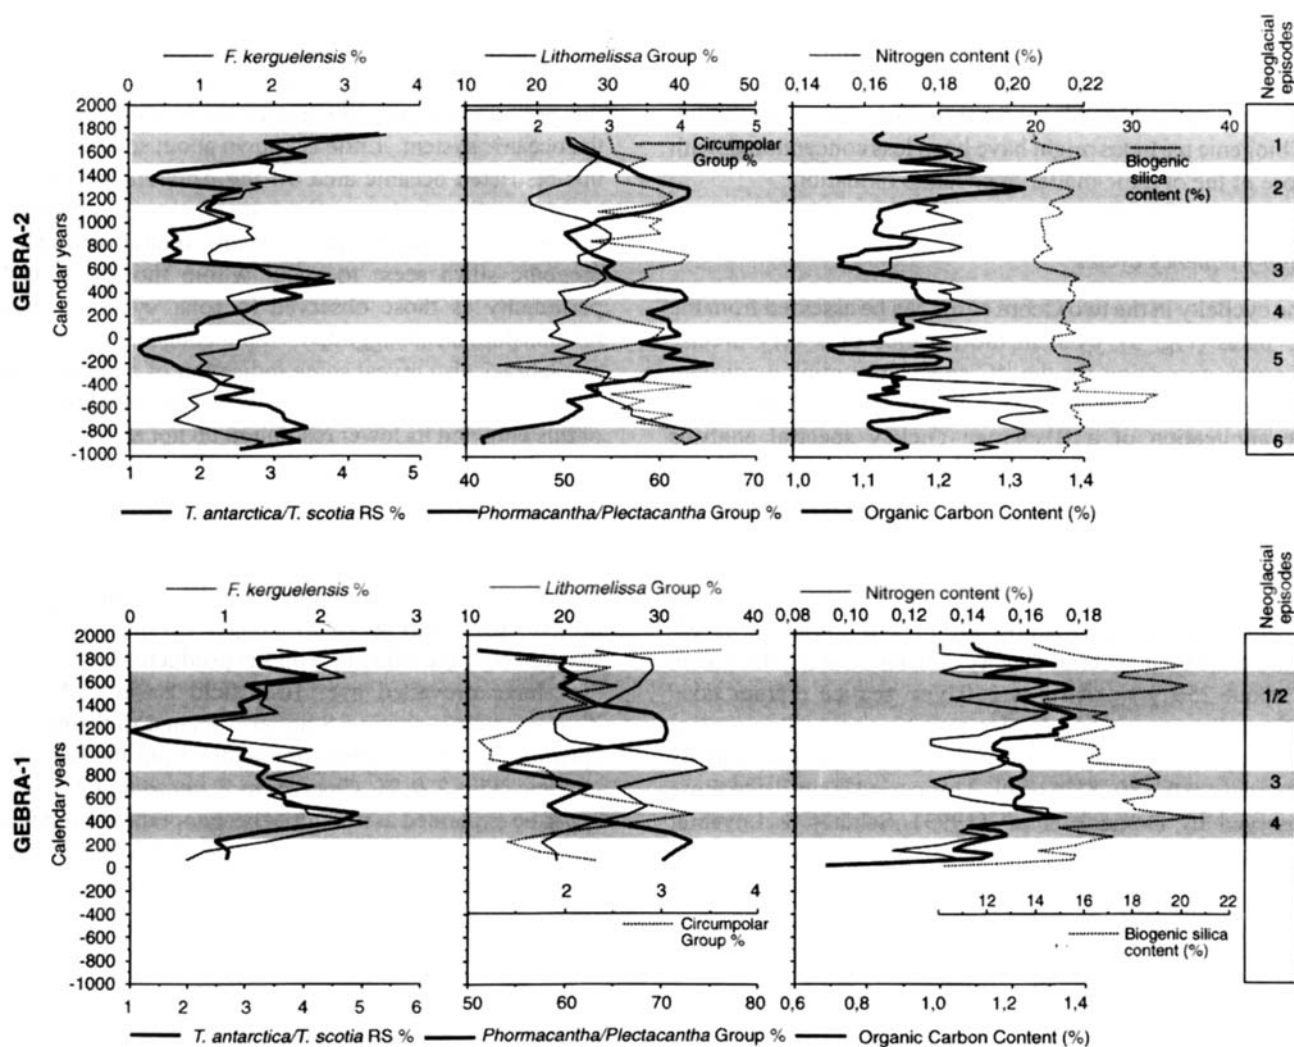 F. kerguelensis %
Lithomelissa Group %
Nitrogen content (%)
Neoglacial
episodes
0 1 2 3 4
10 20 30 40 50
0,14 0,16 0,18 0,20 0,22
0 1 2 3 4 5
20 30 40
Circumpolar
Group %
Biogenic
silica
content (%)
GEBRA-2
Calendar years
2000
1800
1600
1400
1200
1000
800
600
400
200
0
-200
-400
-600
-800
-1000
1
2
3
4
5
6
1 2 3 4 5
40 50 60 70
1,0 1,1 1,2 1,3 1,4
T. antarctica/T. scotia RS %
Phormacantha/Plectacantha Group %
Organic Carbon Content (%)
F. kerguelensis %
Lithomelissa Group %
Nitrogen content (%)
Neoglacial
episodes
0 1 2 3
10 20 30 40
0,08 0,10 0,12 0,14 0,16 0,18
GEBRA-1
Calendar years
2000
1800
1600
1400
1200
1000
800
600
400
200
0
-200
-400
-600
-800
-1000
1/2
3
4
2 3 4
Circumpolar
Group %
12 14 16 18 20 22
Biogenic silica
content (%)
1 2 3 4 5 6
50 60 70 80
0,6 0,8 1,0 1,2 1,4
T. antarctica/T. scotia RS %
Phormacantha/Plectacantha Group %
Organic Carbon Content (%)